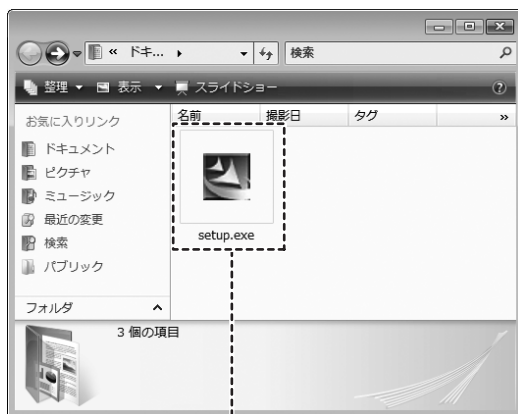 « ドキ... 検索
整理 表示 スライドショー
お気に入りリンク
名前 撮影日 タグ »
ドキュメント
ピクチャ
ミュージック
最近の変更
検索
パブリック
setup.exe
フォルダ
3 個の項目